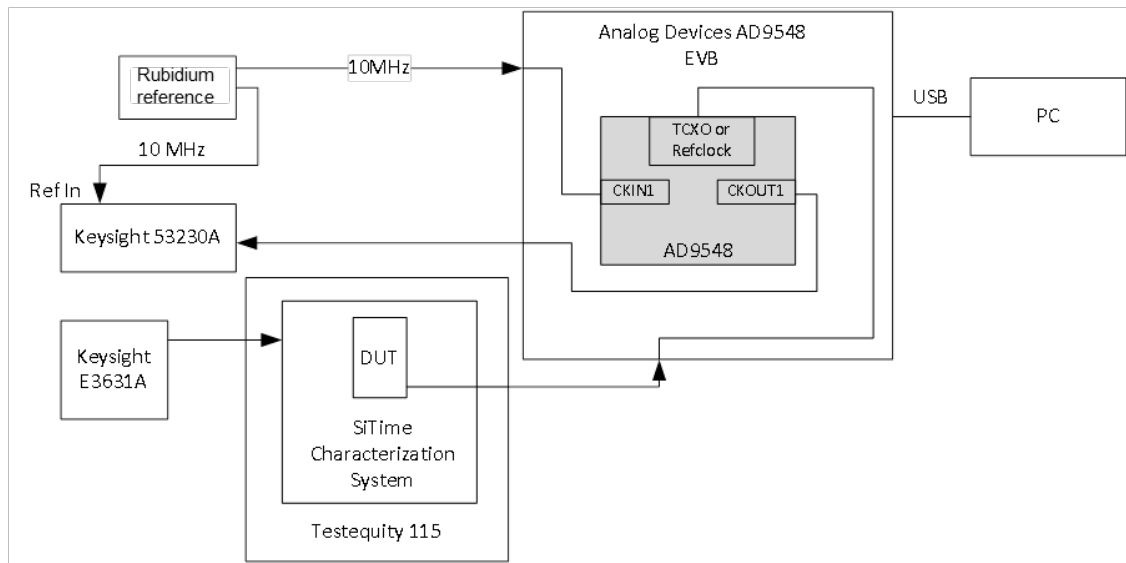 Analog Devices AD9548
EVB
Rubidium
reference
10MHz
USB
PC
TCXO or
Refclock
10 MHz
Ref In
CKIN1
CKOUT1
Keysight 53230A
AD9548
Keysight
E3631A
DUT
SiTime
Characterization
System
Testequity 115